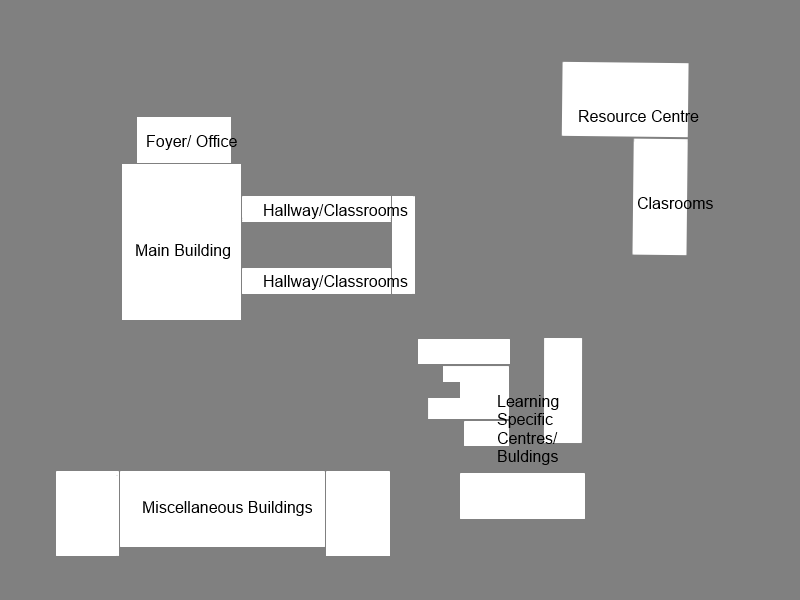 Resource Centre
Foyer/ Office
Clasrooms
Hallway/Classrooms
Main Building
Hallway/Classrooms
Learning
Specific
Centres/
Buldings
Miscellaneous Buildings